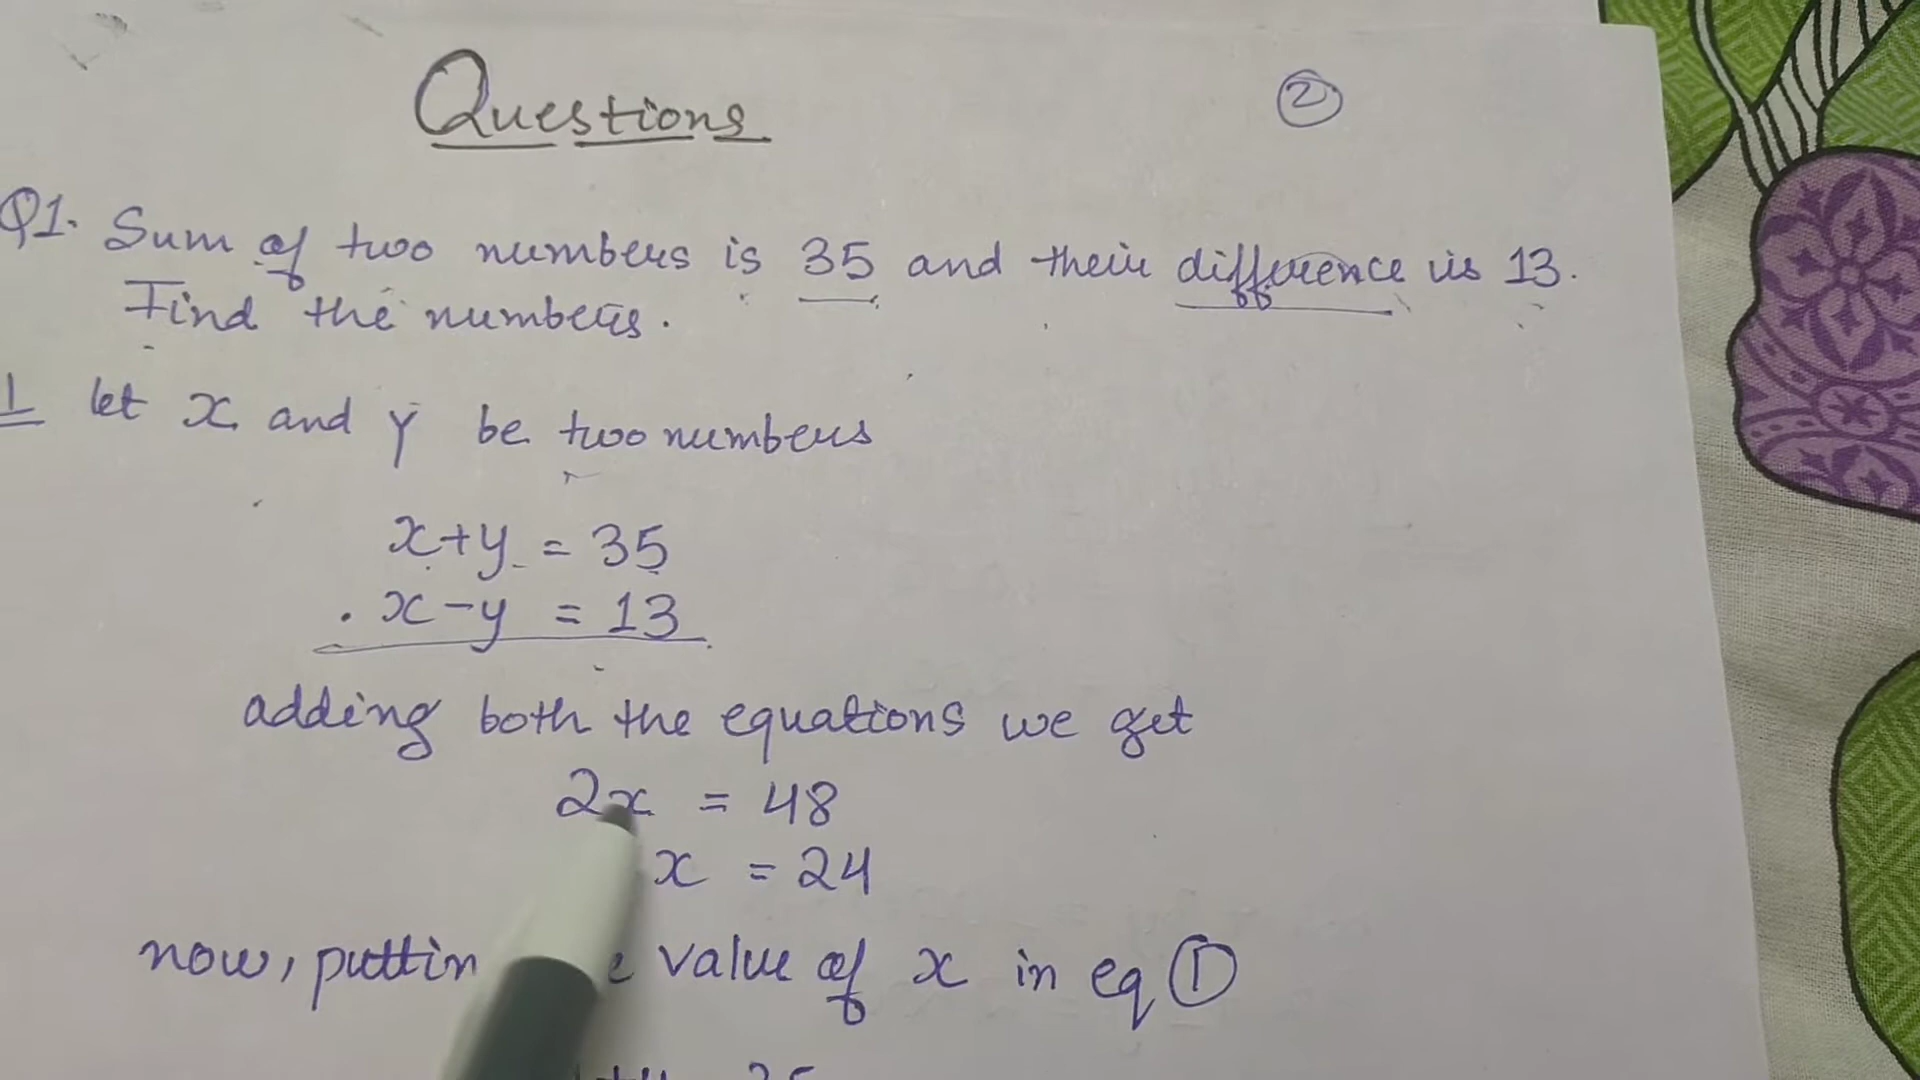 Questions
2
Q1. Sum of two numbers is 35 and their difference is 13.
Find the numbers.
1 let x and y be two numbers
x+y = 35
x-y = 13
adding both the equations we get
2x = 48
x = 24
now, puttin value of x in eq 1